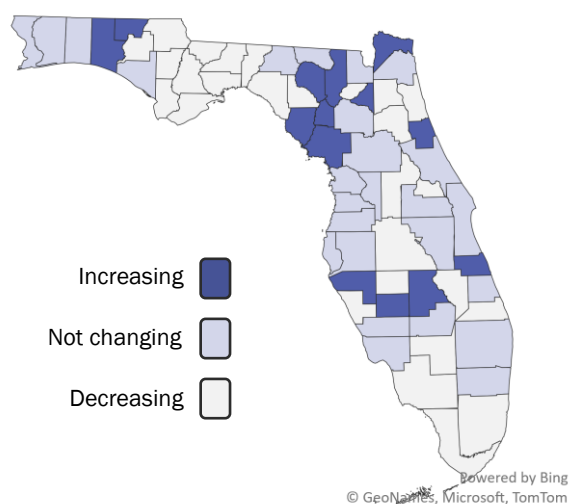 Increasing
Not changing
Decreasing
Powered by Bing
© GeoNames, Microsoft, TomTom